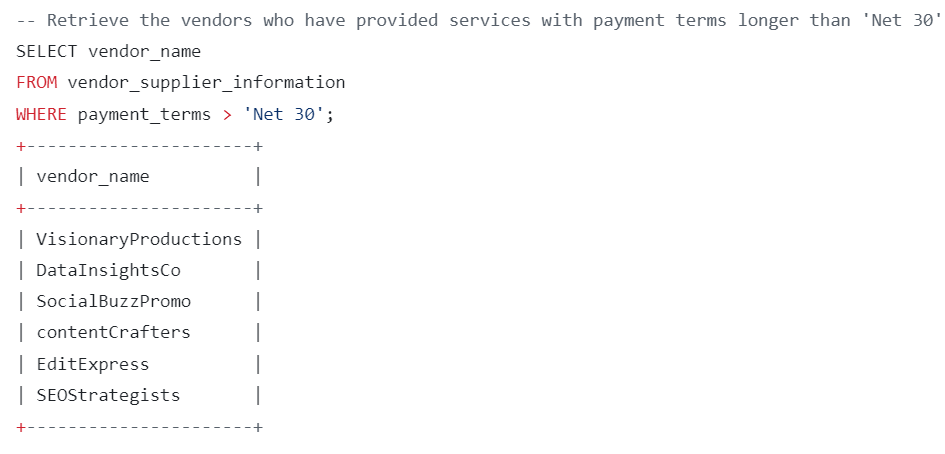 -- Retrieve the vendors who have provided services with payment terms longer than 'Net 30'
SELECT vendor_name
FROM vendor_supplier_information
WHERE payment_terms > 'Net 30';
+----------------------+
| vendor_name          |
+----------------------+
| VisionaryProductions |
| DataInsightsCo       |
| SocialBuzzPromo      |
| contentCrafters      |
| EditExpress          |
| SEOStrategists       |
+----------------------+